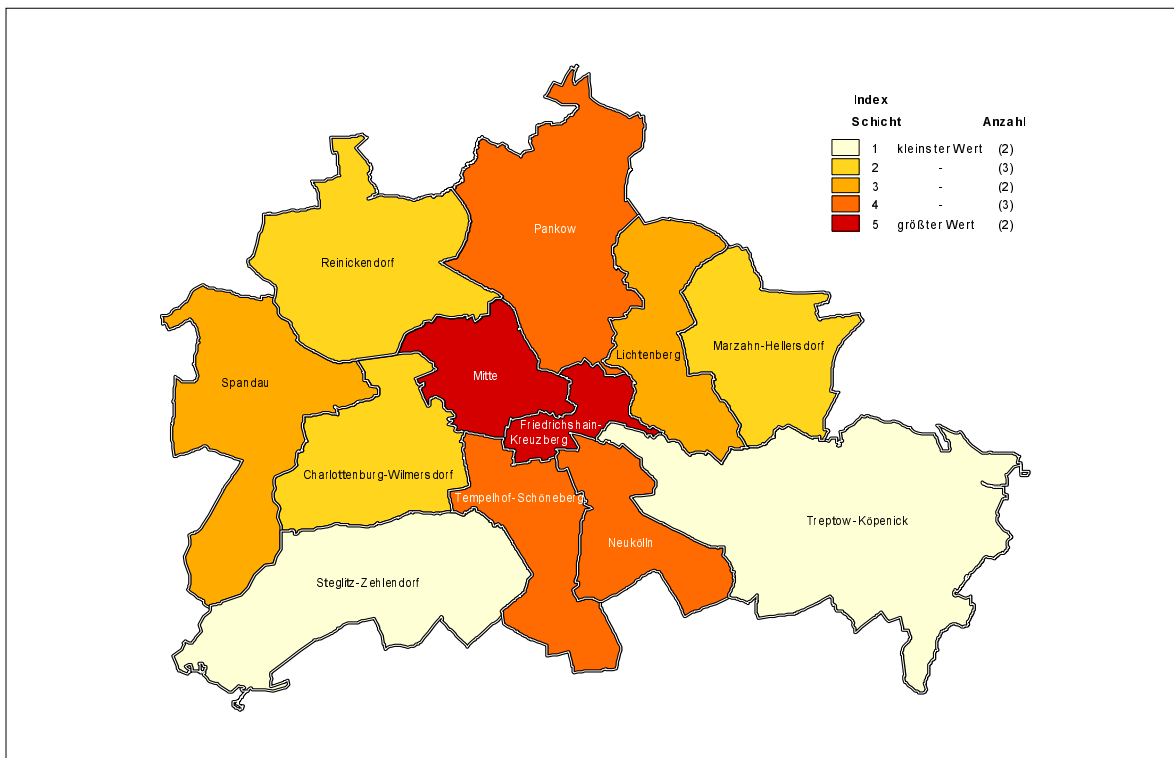 Index
Schicht Anzahl
1 kleinster Wert (2)
2 - (3)
3 - (2)
4 - (3)
5 größter Wert (2)
Pankow
Reinickendorf
Lichtenberg
Marzahn-Hellersdorf
Mitte
Spandau
Friedrichshain-
Kreuzberg
Charlottenburg-Wilmersdorf
Tempelhof-Schöneberg
Treptow-Köpenick
Neukölln
Steglitz-Zehlendorf